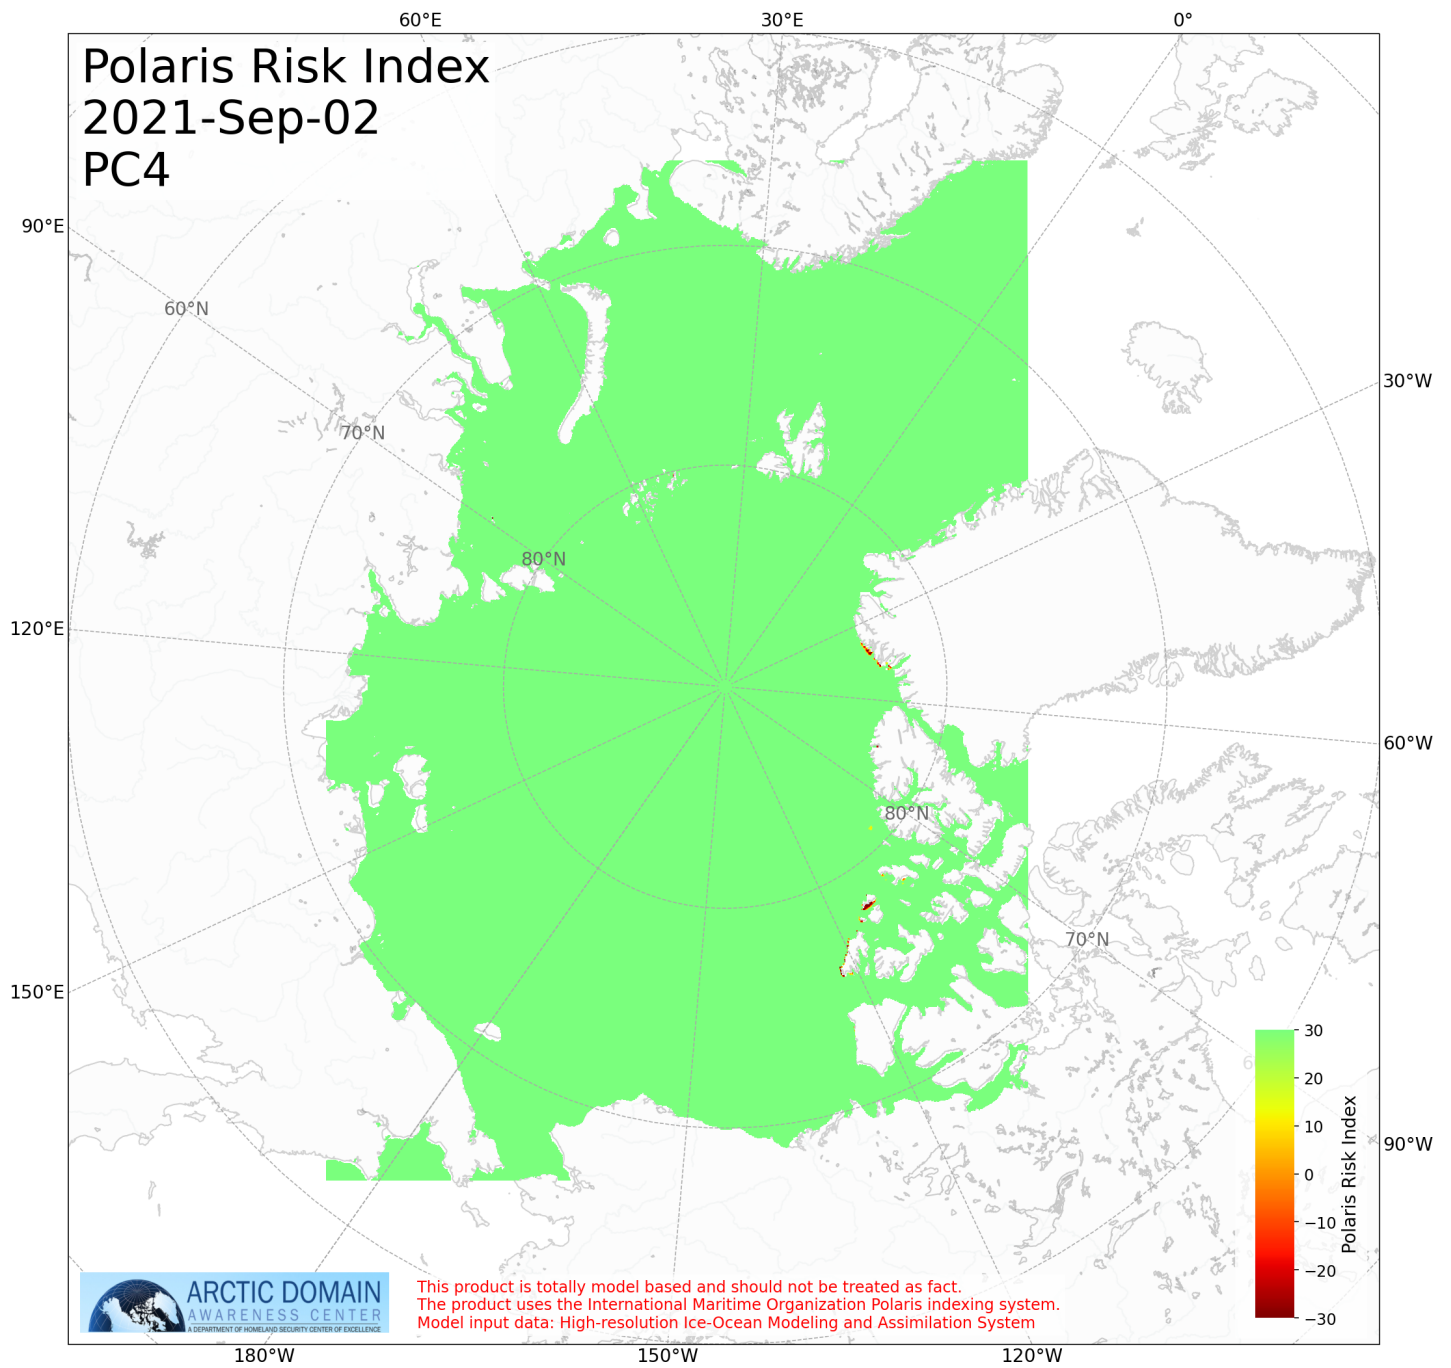 60°E 30°E 0°
Polaris Risk Index
2021-Sep-02
PC4
90°E
60°N
30°W
70°N
80°N
120°E
60°W
80°N
70°N
150°E
30
20
10
0
−10
−20
−30
Polaris Risk Index
90°W
ARCTIC DOMAIN
AWARENESS CENTER
A DEPARTMENT OF HOMELAND SECURITY CENTER OF EXCELLENCE
This product is totally model based and should not be treated as fact.
The product uses the International Maritime Organization Polaris indexing system.
Model input data: High-resolution Ice-Ocean Modeling and Assimilation System
180°W 150°W 120°W